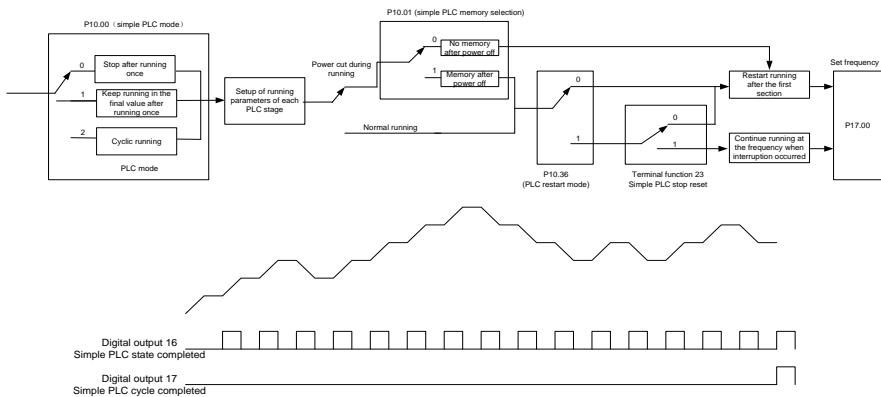 P10.00（simple PLC mode）
0
Stop after running
once
1
Keep running in the
final value after
running once
2
Cyclic running
PLC mode
Setup of running
parameters of each
PLC stage
Power cut during
running
Normal running
P10.01 (simple PLC memory selection)
0
No memory
after power off
1
Memory after
power off
0
1
P10.36
(PLC restart mode)
0
1
Terminal function 23
Simple PLC stop reset
Restart running
after the first
section
Continue running at
the frequency when
interruption occurred
Set frequency
P17.00
Digital output 16
Simple PLC state completed
Digital output 17
Simple PLC cycle completed